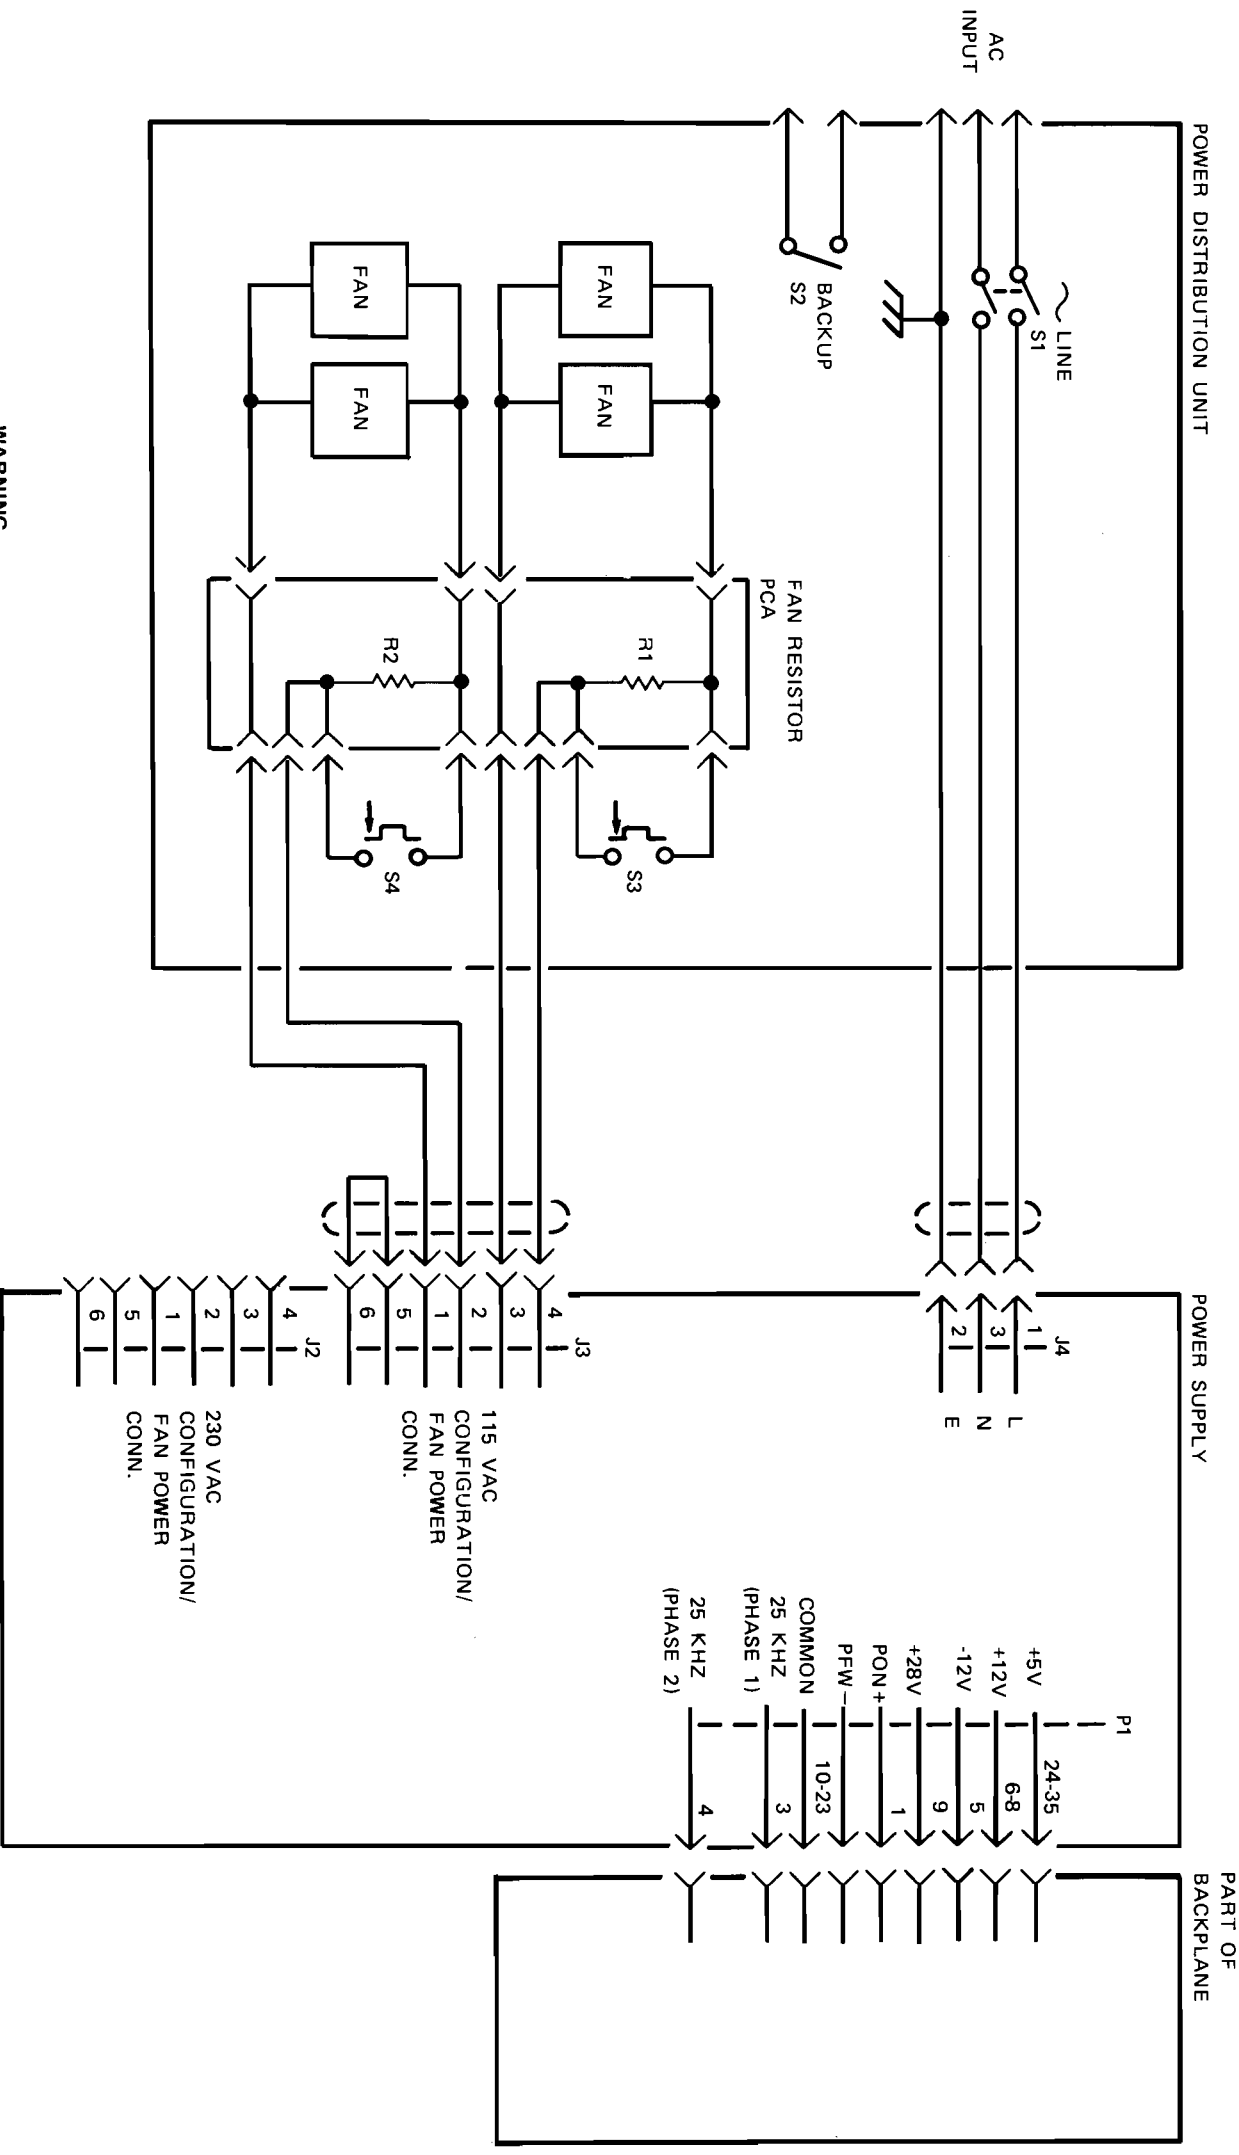 POWER DISTRIBUTION UNIT
AC
INPUT
LINE
S1
BACKUP
S2
FAN
FAN
FAN
FAN
FAN RESISTOR
PCA
R1
R2
S3
S4
POWER SUPPLY
J4
1
3
2
L
N
E
J3
4
3
2
1
5
6
115 VAC
CONFIGURATION/
FAN POWER
CONN.
J2
4
3
2
1
5
6
230 VAC
CONFIGURATION/
FAN POWER
CONN.
P1
+5V
24-35
+12V
6-8
-12V
5
+28V
9
PON+
1
PFW-
COMMON
10-23
25 KHZ
(PHASE 1)
3
25 KHZ
(PHASE 2)
4
PART OF
BACKPLANE
WARNING